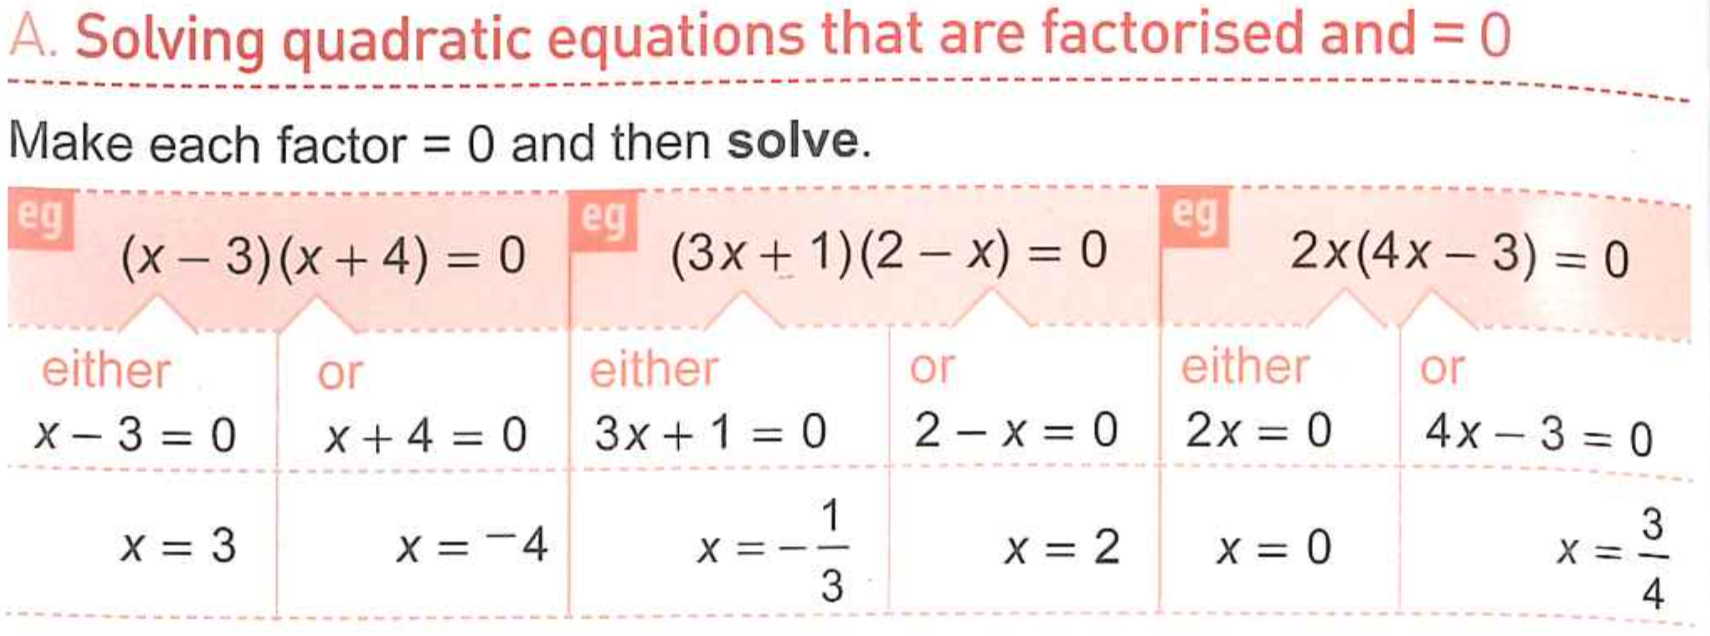 A. Solving quadratic equations that are factorised and = 0
Make each factor = 0 and then solve.
eg (x – 3)(x + 4) = 0 eg (3x + 1)(2 – x) = 0 eg 2x(4x – 3) = 0
either or either or either or
x – 3 = 0 x + 4 = 0 3x + 1 = 0 2 – x = 0 2x = 0 4x – 3 = 0
x = 3 x = ⁻4 x = –1/3 x = 2 x = 0 x = 3/4